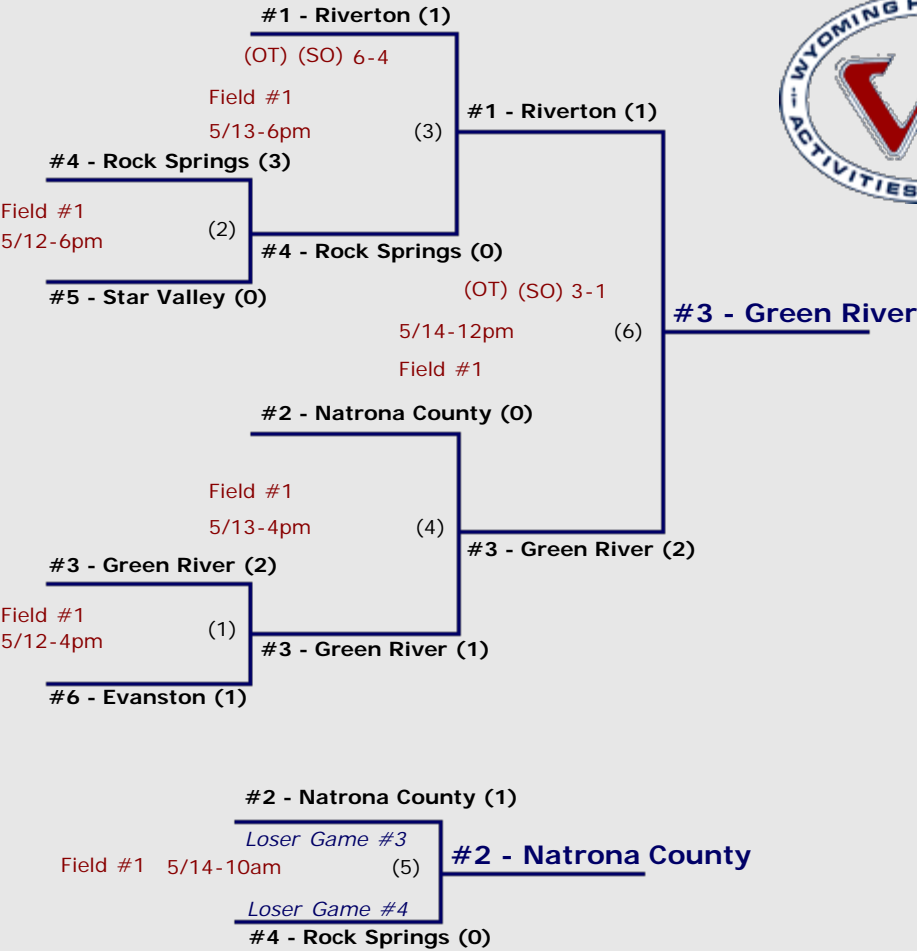 #1 - Riverton (1)
(OT) (SO) 6-4
Field #1
5/13-6pm
(3)
#1 - Riverton (1)
#4 - Rock Springs (3)
Field #1
5/12-6pm
(2)
#4 - Rock Springs (0)
#5 - Star Valley (0)
(OT) (SO) 3-1
5/14-12pm
(6)
Field #1
#3 - Green River
#2 - Natrona County (0)
Field #1
5/13-4pm
(4)
#3 - Green River (2)
#3 - Green River (2)
Field #1
5/12-4pm
(1)
#3 - Green River (1)
#6 - Evanston (1)
#2 - Natrona County (1)
Loser Game #3
Field #1 5/14-10am
(5)
#2 - Natrona County
Loser Game #4
#4 - Rock Springs (0)
WYOMING
ACTIVITIES